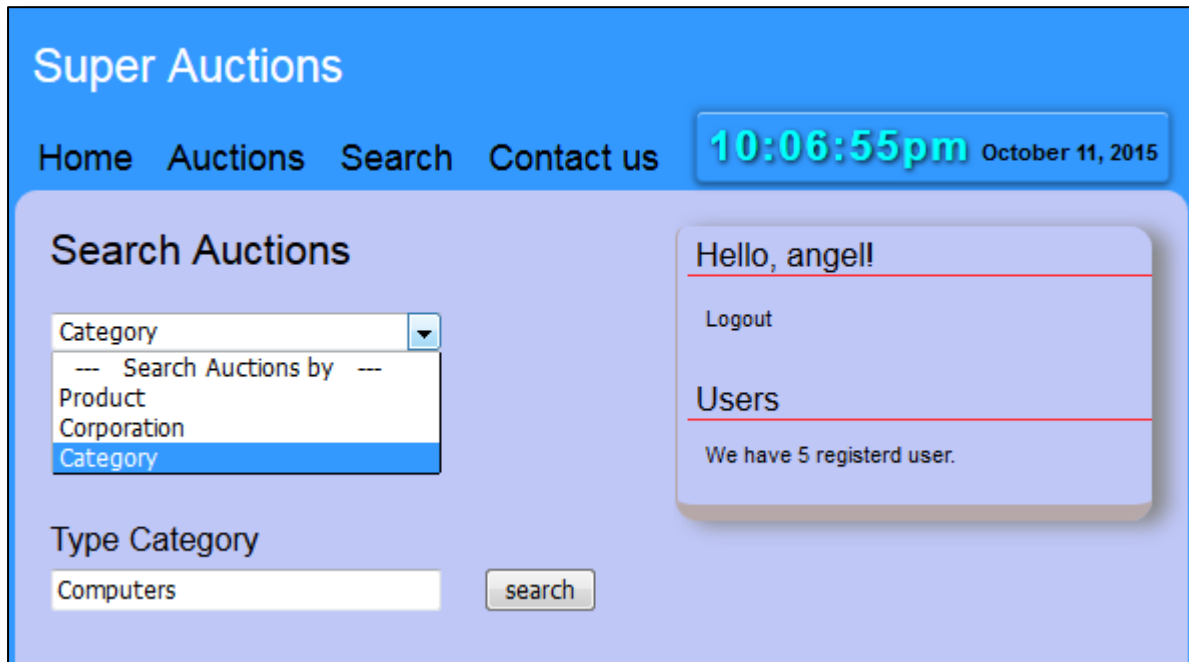 Super Auctions
Home Auctions Search Contact us
10:06:55pm October 11, 2015
Search Auctions
Category
--- Search Auctions by ---
Product
Corporation
Category
Type Category
Computers
search
Hello, angel!
Logout
Users
We have 5 registerd user.